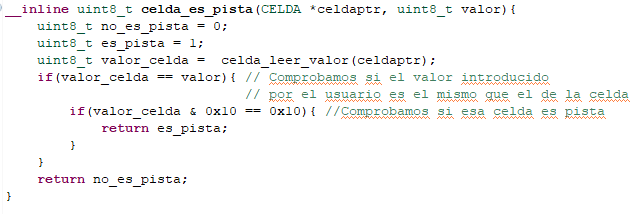 __inline uint8_t celda_es_pista(CELDA *celdaptr, uint8_t valor){
uint8_t no_es_pista = 0;
uint8_t es_pista = 1;
uint8_t valor_celda =  celda_leer_valor(celdaptr);
if(valor_celda == valor){ // Comprobamos si el valor introducido
// por el usuario es el mismo que el de la celda
if(valor_celda & 0x10 == 0x10){ //Comprobamos si esa celda es pista
return es_pista;
}
}
return no_es_pista;
}